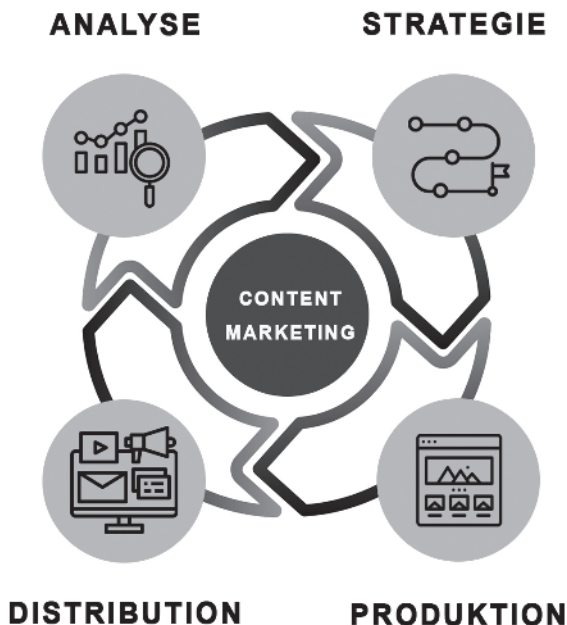 ANALYSE
STRATEGIE
CONTENT
MARKETING
DISTRIBUTION
PRODUKTION